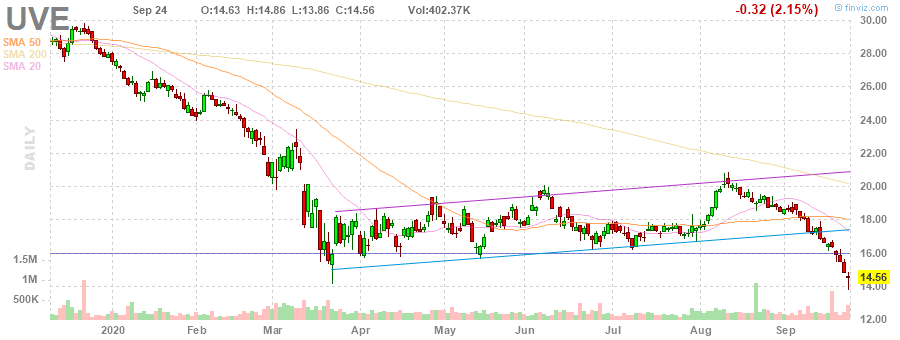 UVE
Sep 24 O:14.63 H:14.86 L:13.86 C:14.56 Vol:402.37K -0.32 (2.15%)
© finviz.com
SMA 50
SMA 200
SMA 20
DAILY
30.00
28.00
26.00
24.00
22.00
20.00
18.00
16.00
14.56
14.00
12.00
1.5M
1M
500K
2020 Feb Mar Apr May Jun Jul Aug Sep